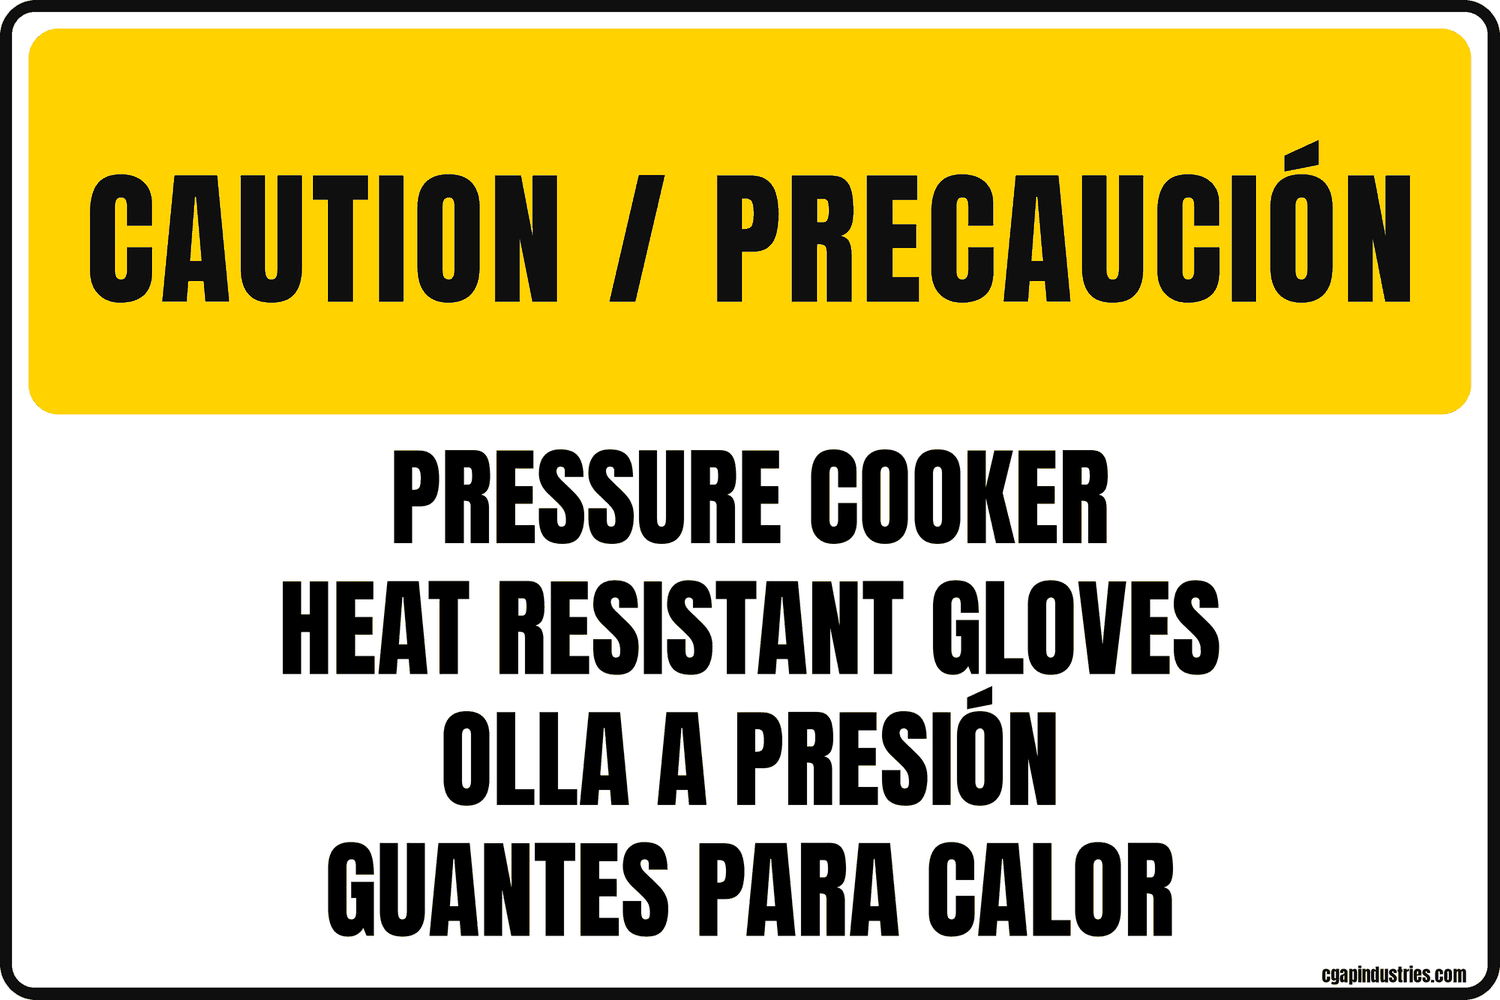 CAUTION / PRECAUCIÓN
PRESSURE COOKER
HEAT RESISTANT GLOVES
OLLA A PRESIÓN
GUANTES PARA CALOR
cgapindustries.com